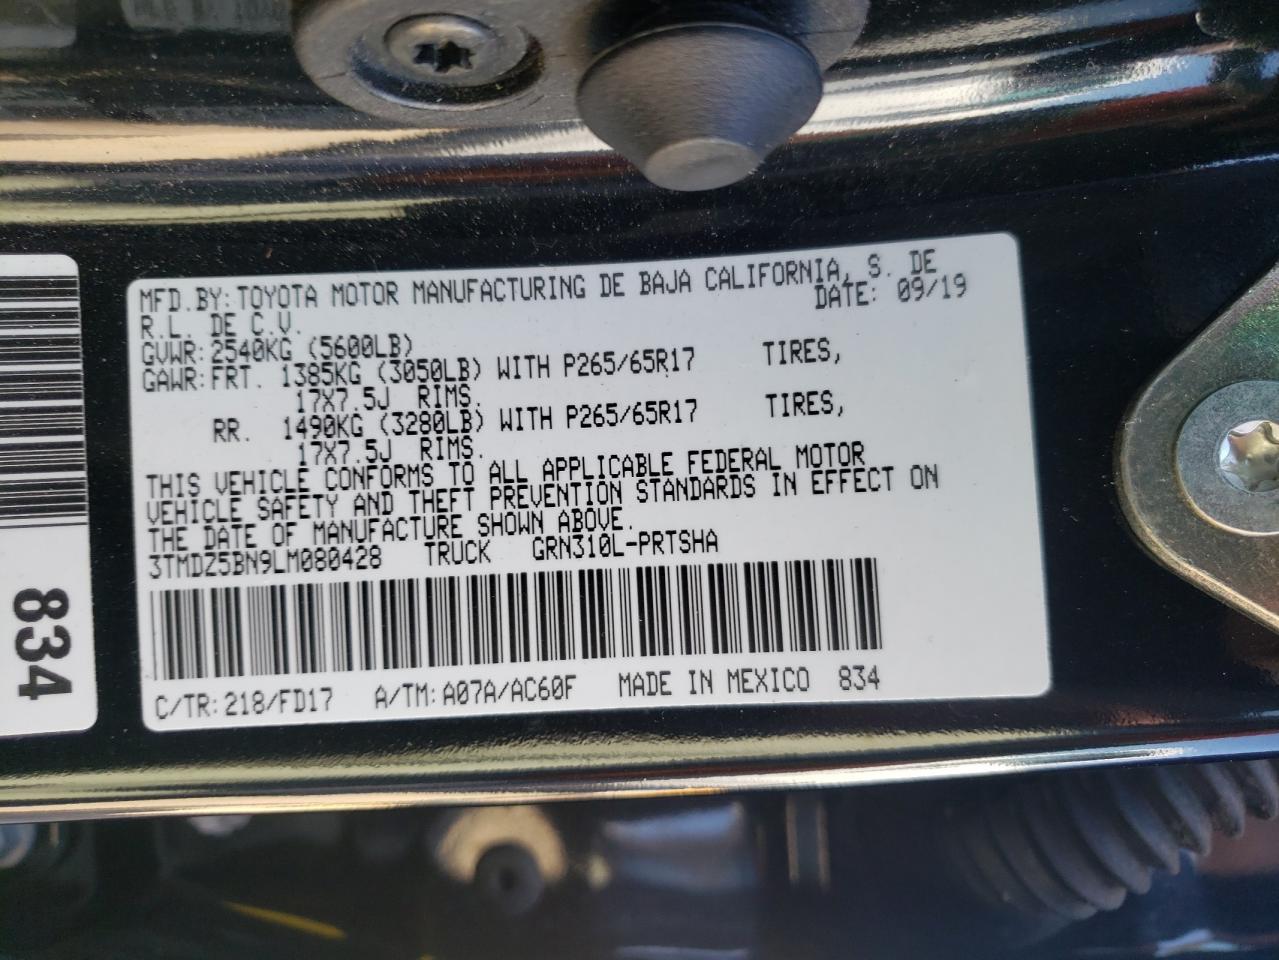 MFD.BY:TOYOTA MOTOR MANUFACTURING DE BAJA CALIFORNIA, S. DE
R.L. DE C.V. DATE: 09/19
GVWR:2540KG (5600LB)
GAWR:FRT. 1385KG (3050LB) WITH P265/65R17 TIRES,
17X7.5J RIMS.
RR. 1490KG (3280LB) WITH P265/65R17 TIRES,
17X7.5J RIMS.
THIS VEHICLE CONFORMS TO ALL APPLICABLE FEDERAL MOTOR
VEHICLE SAFETY AND THEFT PREVENTION STANDARDS IN EFFECT ON
THE DATE OF MANUFACTURE SHOWN ABOVE.
3TMDZ5BN9LM080428 TRUCK GRN310L-PRTSHA
C/TR:218/FD17 A/TM:A07A/AC60F MADE IN MEXICO 834
834